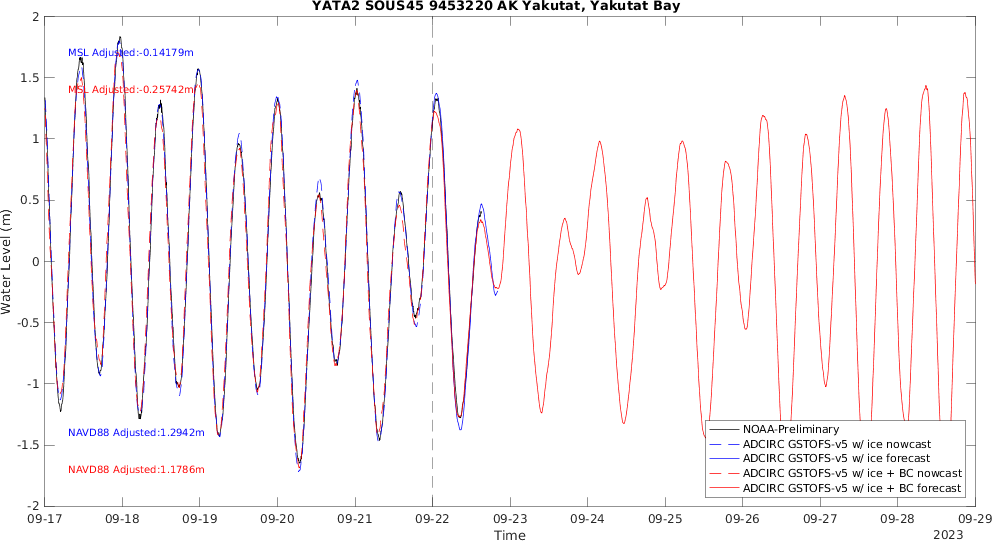 YATA2 SOUS45 9453220 AK Yakutat, Yakutat Bay
2
1.5
1
0.5
0
-0.5
-1
-1.5
-2
Water Level (m)
MSL Adjusted:-0.14179m
MSL Adjusted:-0.25742m
NAVD88 Adjusted:1.2942m
NAVD88 Adjusted:1.1786m
NOAA-Preliminary
ADCIRC GSTOFS-v5 w/ ice nowcast
ADCIRC GSTOFS-v5 w/ ice forecast
ADCIRC GSTOFS-v5 w/ ice + BC nowcast
ADCIRC GSTOFS-v5 w/ ice + BC forecast
09-17 09-18 09-19 09-20 09-21 09-22 09-23 09-24 09-25 09-26 09-27 09-28 09-29
Time
2023